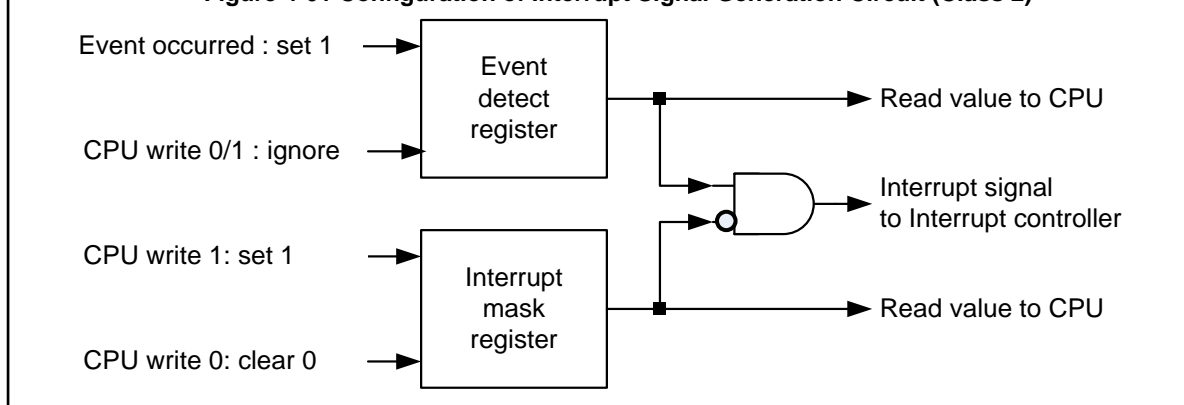 Event occurred : set 1
CPU write 0/1 : ignore
Event
detect
register
Read value to CPU
Interrupt signal
to Interrupt controller
CPU write 1: set 1
CPU write 0: clear 0
Interrupt
mask
register
Read value to CPU